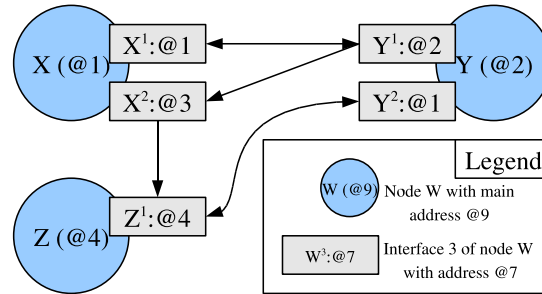 X (@1)
X¹:@1
X²:@3
Y¹:@2
Y²:@1
Y (@2)
Z (@4)
Z¹:@4
Legend
W (@9)
Node W with main
address @9
W³:@7
Interface 3 of node W
with address @7